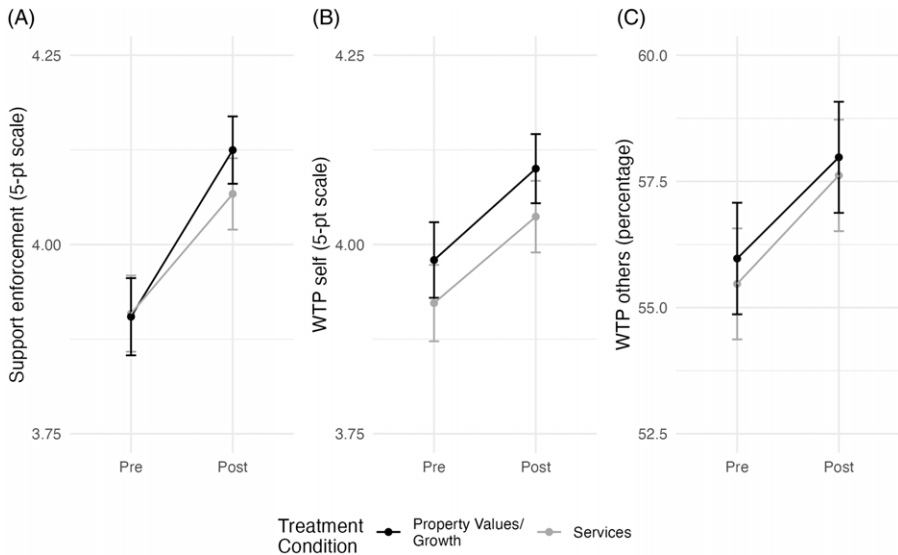 (A)
(B)
(C)
Support enforcement (5-pt scale)
4.25
4.00
3.75
Pre
Post
WTP self (5-pt scale)
4.25
4.00
3.75
Pre
Post
WTP others (percentage)
60.0
57.5
55.0
52.5
Pre
Post
Treatment
Condition
Property Values/
Growth
Services